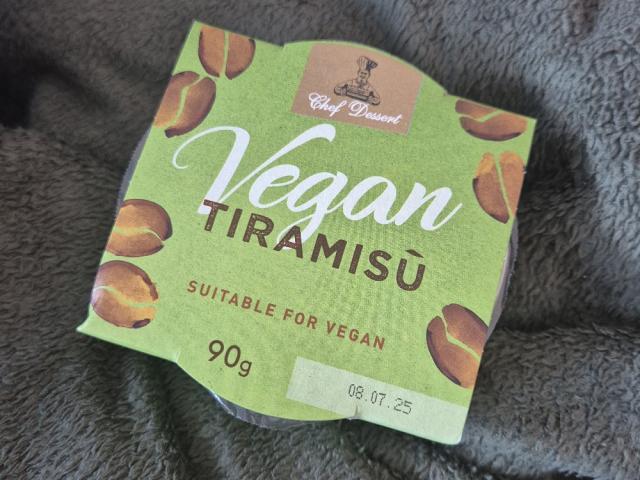 Chef Dessert
Vegan
TIRAMISÙ
SUITABLE FOR VEGAN
90g
08.07.25